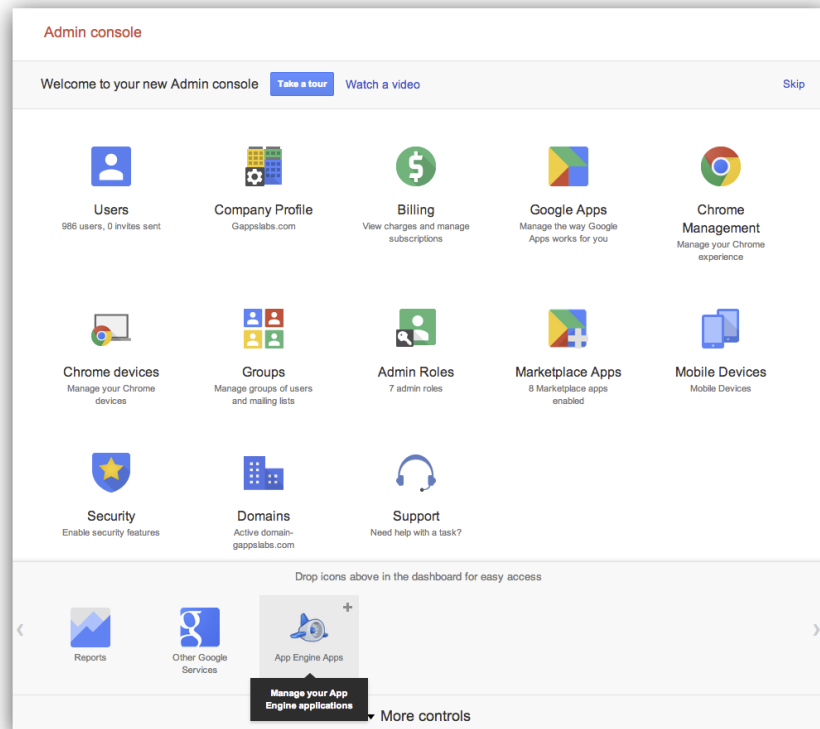 Admin console
Welcome to your new Admin console
Take a tour
Watch a video
Skip
Users
986 users, 0 invites sent
Company Profile
Gappslabs.com
Billing
View charges and manage
subscriptions
Google Apps
Manage the way Google
Apps works for you
Chrome
Management
Manage your Chrome
experience
Chrome devices
Manage your Chrome
devices
Groups
Manage groups of users
and mailing lists
Admin Roles
7 admin roles
Marketplace Apps
8 Marketplace apps
enabled
Mobile Devices
Mobile Devices
Security
Enable security features
Domains
Active domain-
gappslabs.com
Support
Need help with a task?
Drop icons above in the dashboard for easy access
Reports
Other Google
Services
App Engine Apps
Manage your App
Engine applications
More controls